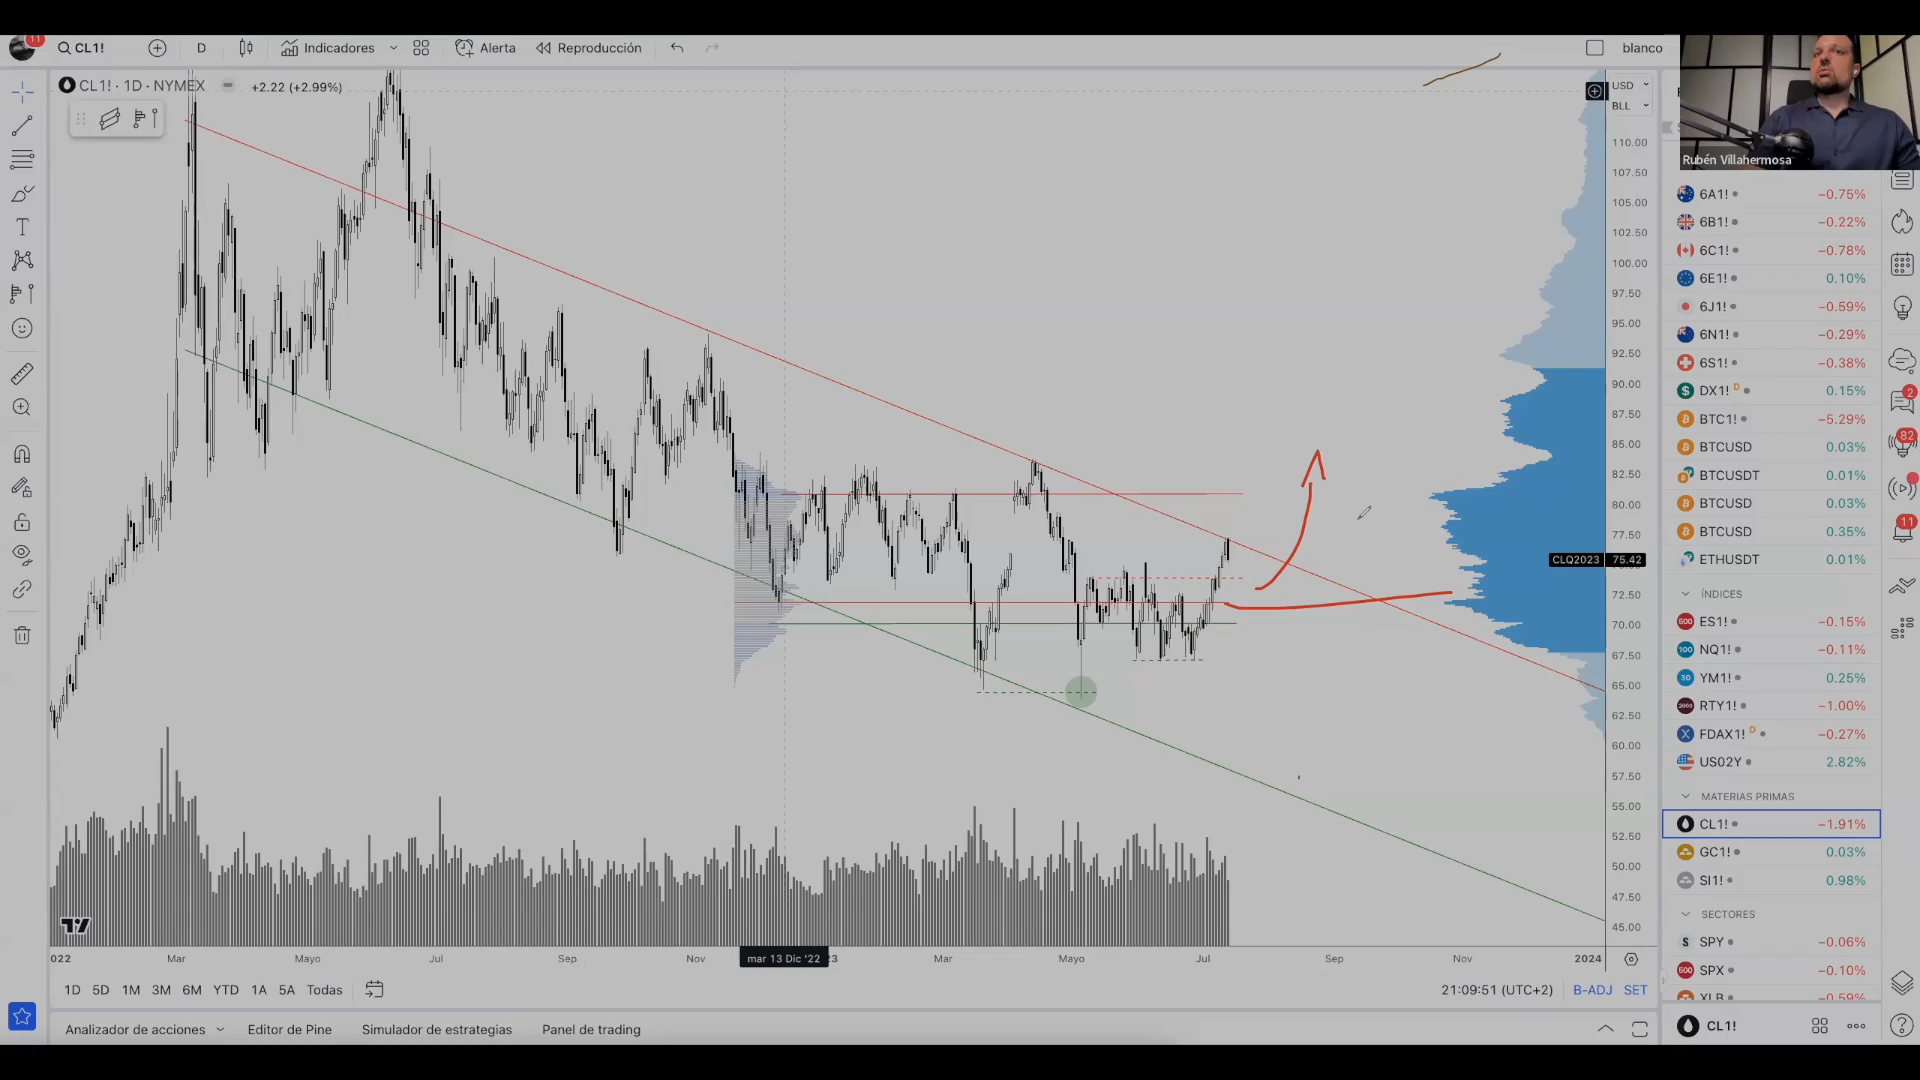 11
CL1!
D
Indicadores
Alerta
Reproducción
blanco
CL1! · 1D · NYMEX
+2.22 (+2.99%)
USD
BLL
Rubén Villahermosa
110.00
107.50
105.00
102.50
100.00
97.50
95.00
92.50
90.00
87.50
85.00
82.50
80.00
77.50
CLQ2023 75.42
72.50
70.00
67.50
65.00
62.50
60.00
57.50
55.00
52.50
50.00
47.50
45.00
6A1! −0.75%
6B1! −0.22%
6C1! −0.78%
6E1! 0.10%
6J1! −0.59%
6N1! −0.29%
6S1! −0.38%
DX1! D 0.15%
BTC1! −5.29%
BTCUSD 0.03%
BTCUSDT 0.01%
BTCUSD 0.03%
BTCUSD 0.35%
ETHUSDT 0.01%
ÍNDICES
ES1! −0.15%
NQ1! −0.11%
YM1! 0.25%
RTY1! −1.00%
FDAX1! D −0.27%
US02Y 2.82%
MATERIAS PRIMAS
CL1! −1.91%
GC1! 0.03%
SI1! 0.98%
SECTORES
SPY −0.06%
SPX −0.10%
XLB −0.59%
2
82
11
022 Mar Mayo Jul Sep Nov mar 13 Dic '22 3 Mar Mayo Jul Sep Nov 2024
1D 5D 1M 3M 6M YTD 1A 5A Todas
21:09:51 (UTC+2) B-ADJ SET
Analizador de acciones Editor de Pine Simulador de estrategias Panel de trading
CL1!